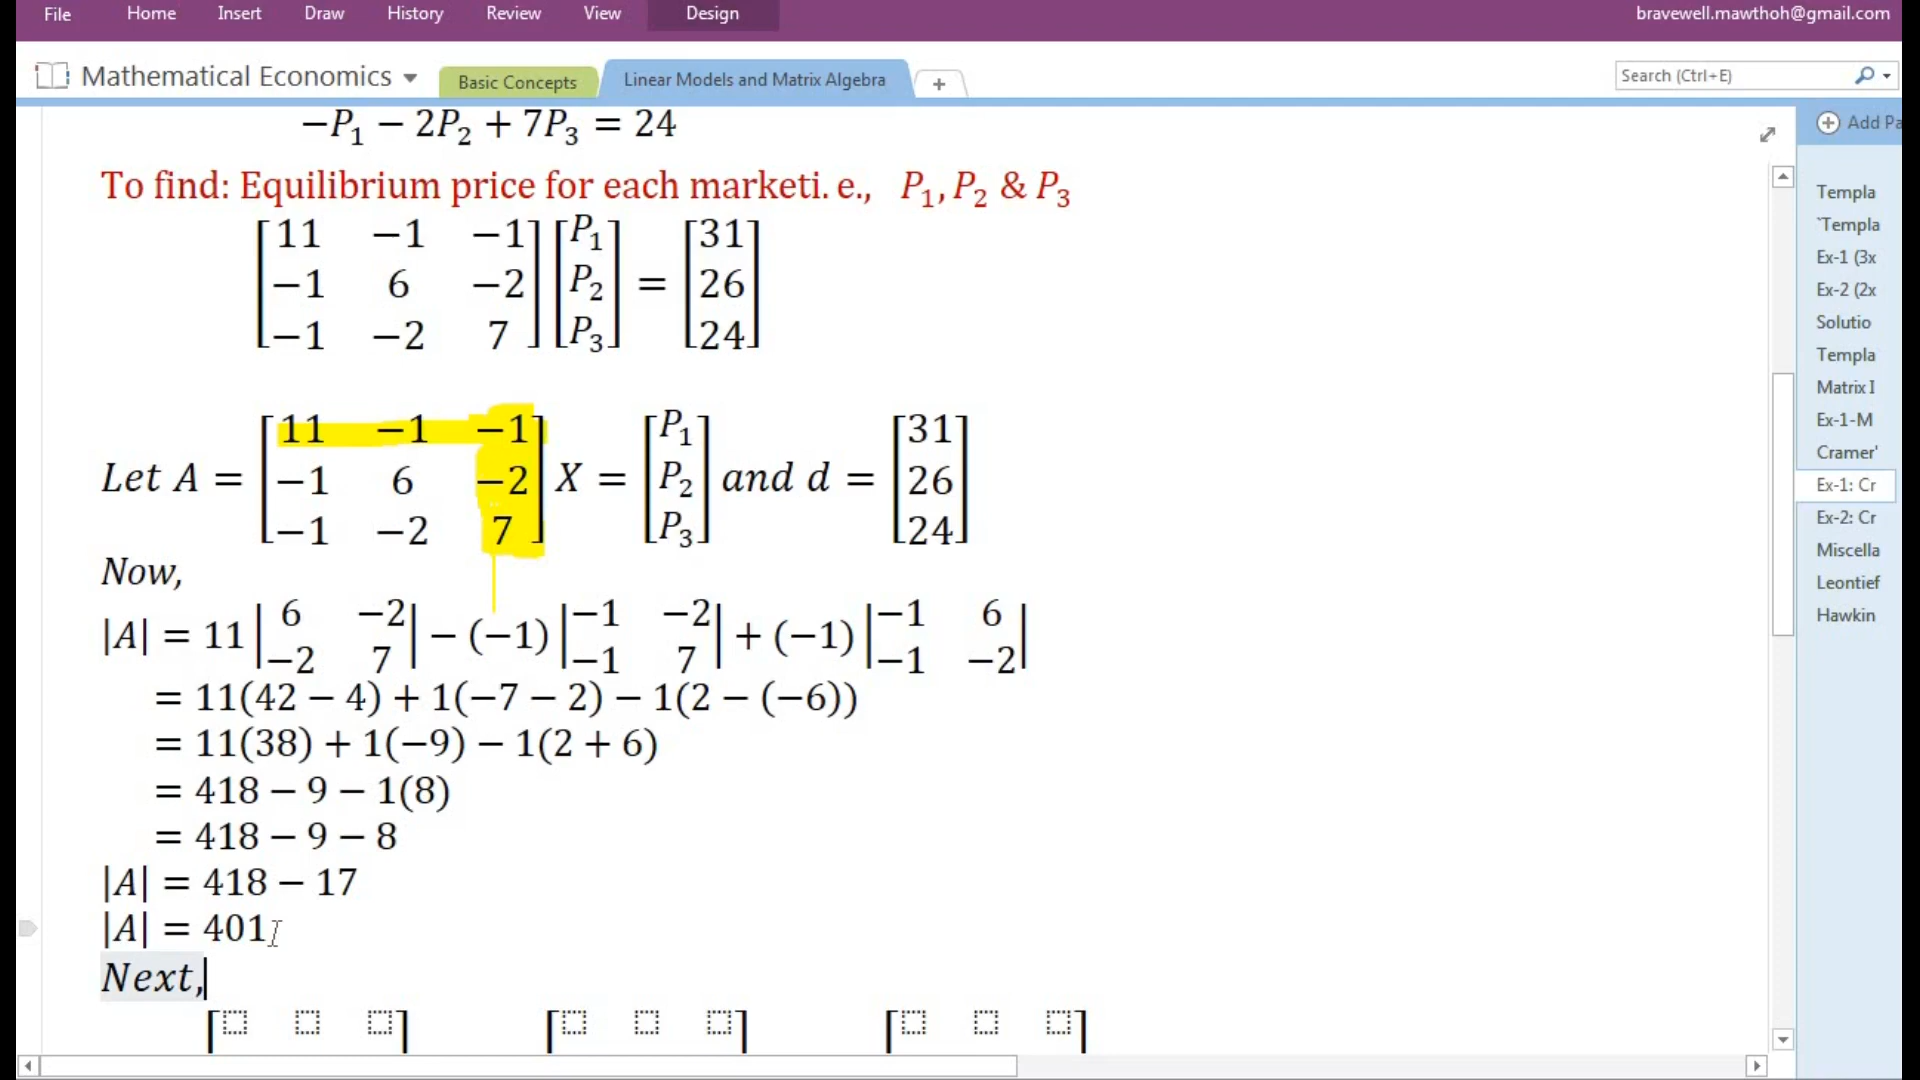 File Home Insert Draw History Review View Design bravewell.mawthoh@gmail.com
Mathematical Economics Basic Concepts Linear Models and Matrix Algebra + Search (Ctrl+E)
−P₁ − 2P₂ + 7P₃ = 24
To find: Equilibrium price for each marketi. e., P₁, P₂ & P₃
[11 −1 −1] [P₁] [31]
[−1 6 −2] [P₂] = [26]
[−1 −2 7] [P₃] [24]
[11 −1 −1] [P₁] [31]
Let A = [−1 6 −2] X = [P₂] and d = [26]
[−1 −2 7] [P₃] [24]
Now,
|A| = 11 |6 −2| − (−1) |−1 −2| + (−1) |−1 6|
|−2 7| |−1 7| |−1 −2|
= 11(42 − 4) + 1(−7 − 2) − 1(2 − (−6))
= 11(38) + 1(−9) − 1(2 + 6)
= 418 − 9 − 1(8)
= 418 − 9 − 8
|A| = 418 − 17
|A| = 401
Next,
Add Pa
Templa
`Templa
Ex-1 (3x
Ex-2 (2x
Solutio
Templa
Matrix I
Ex-1-M
Cramer'
Ex-1: Cr
Ex-2: Cr
Miscella
Leontief
Hawkin